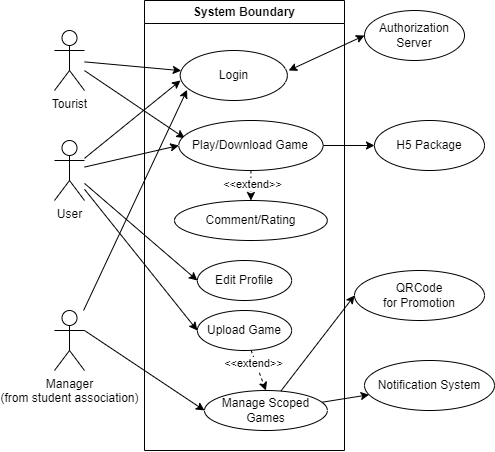 System Boundary
Authorization
Server
Login
Tourist
Play/Download Game
H5 Package
<<extend>>
User
Comment/Rating
Edit Profile
QRCode
for Promotion
Upload Game
<<extend>>
Manager
(from student association)
Notification System
Manage Scoped
Games